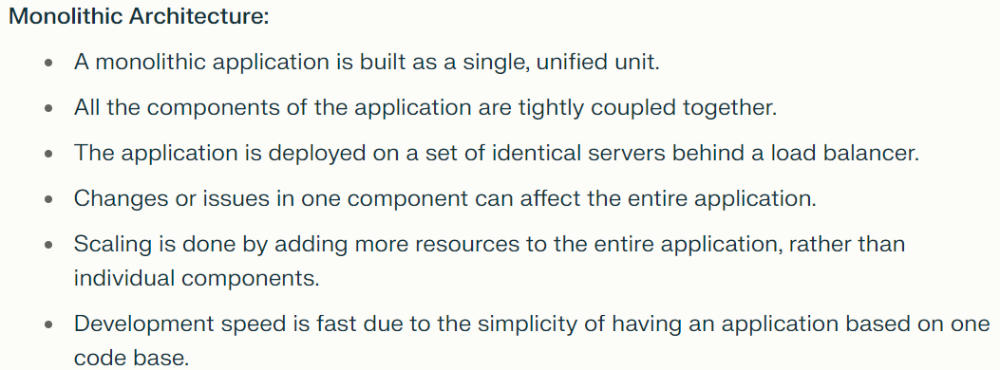 Monolithic Architecture:
• A monolithic application is built as a single, unified unit.
• All the components of the application are tightly coupled together.
• The application is deployed on a set of identical servers behind a load balancer.
• Changes or issues in one component can affect the entire application.
• Scaling is done by adding more resources to the entire application, rather than
individual components.
• Development speed is fast due to the simplicity of having an application based on one
code base.